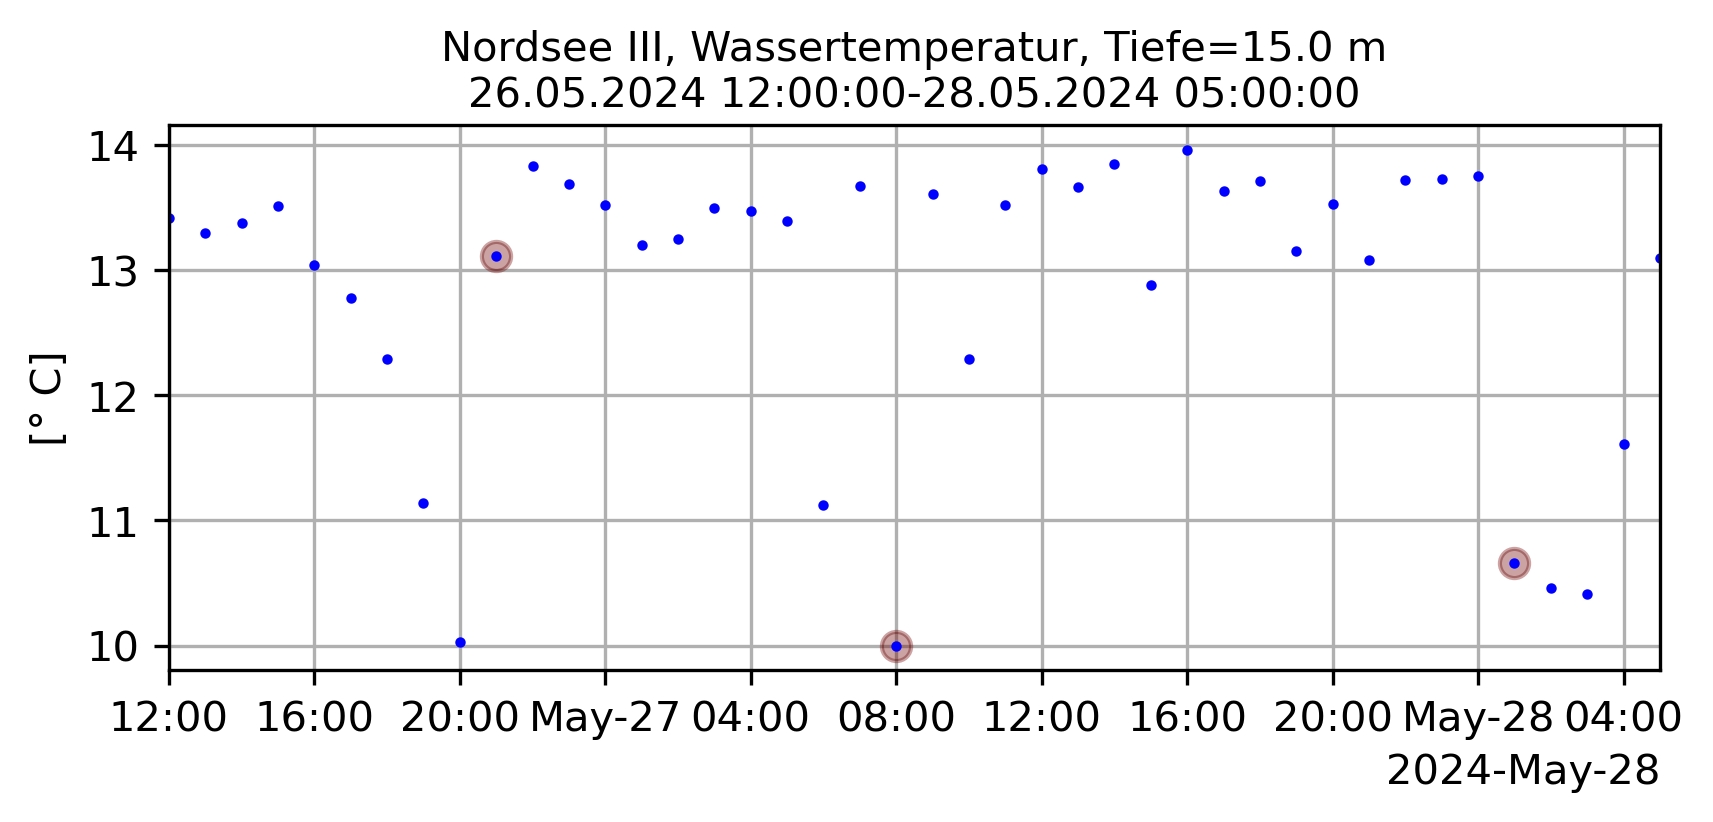 Nordsee III, Wassertemperatur, Tiefe=15.0 m
26.05.2024 12:00:00-28.05.2024 05:00:00
[° C]
14
13
12
11
10
12:00 16:00 20:00 May-27 04:00 08:00 12:00 16:00 20:00 May-28 04:00
2024-May-28